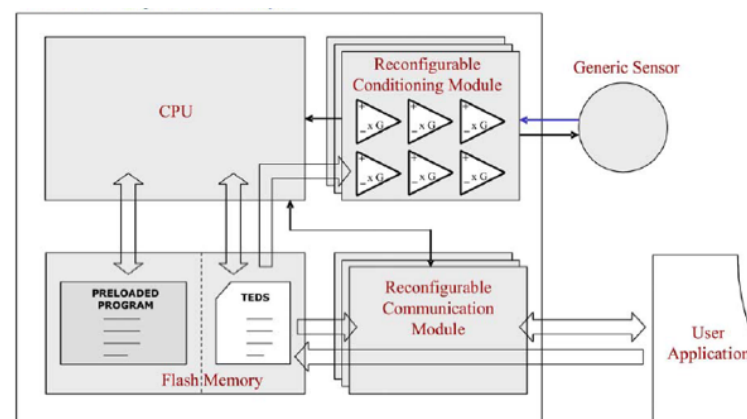 Reconfigurable
Conditioning Module
Generic Sensor
CPU
+
− x G
+
− x G
+
− x G
+
− x G
+
− x G
+
− x G
PRELOADED
PROGRAM
TEDS
Reconfigurable
Communication
Module
User
Application
Flash Memory